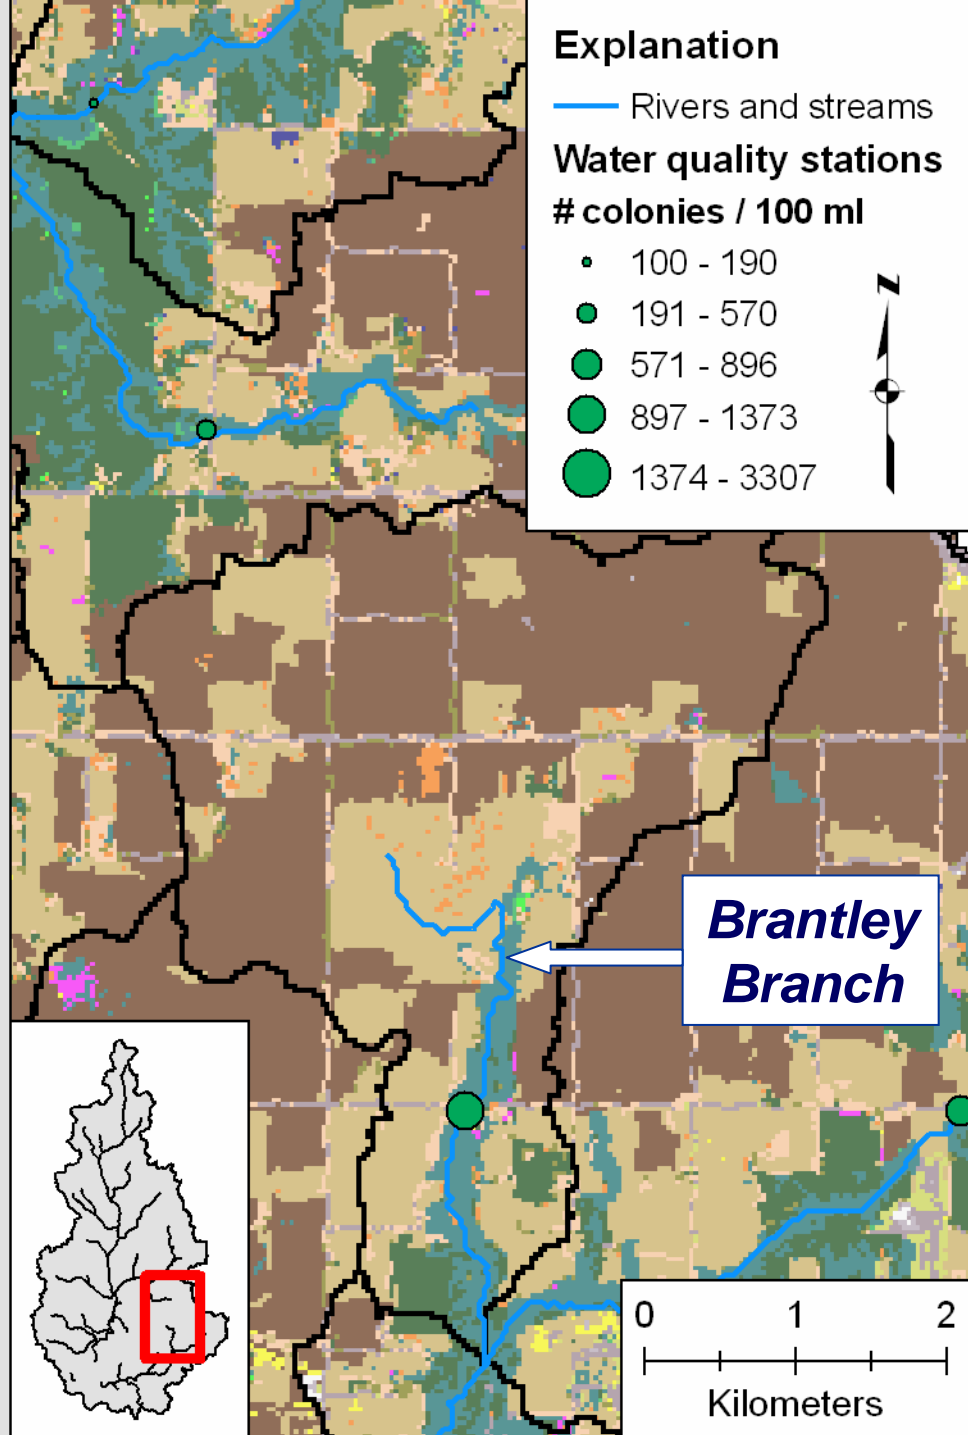 Explanation
Rivers and streams
Water quality stations
# colonies / 100 ml
100 - 190
191 - 570
571 - 896
897 - 1373
1374 - 3307
N
Brantley
Branch
0 1 2
Kilometers